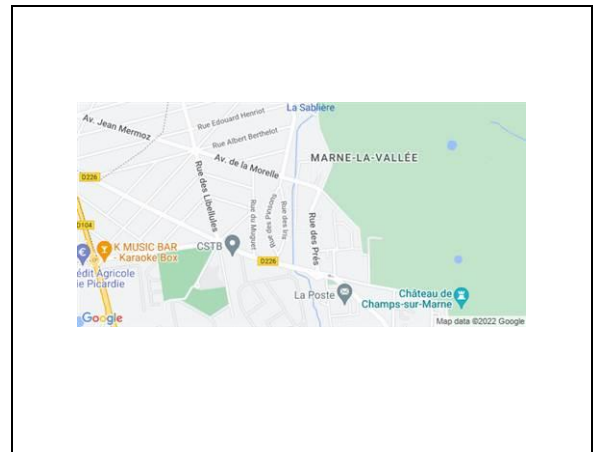 La Sablière
Av. Jean Mermoz
Rue Edouard Henriot
Rue Albert Berthelot
Av. de la Morelle
MARNE-LA-VALLÉE
D226
Rue des Libellules
Rue du Muguet
Rue des Pinsons
Rue des Iris
Rue des Prés
D104
K MUSIC BAR
- Karaoke Box
CSTB
D226
édit Agricole
ie Picardie
La Poste
Château de
Champs-sur-Marne
Google
Map data ©2022 Google